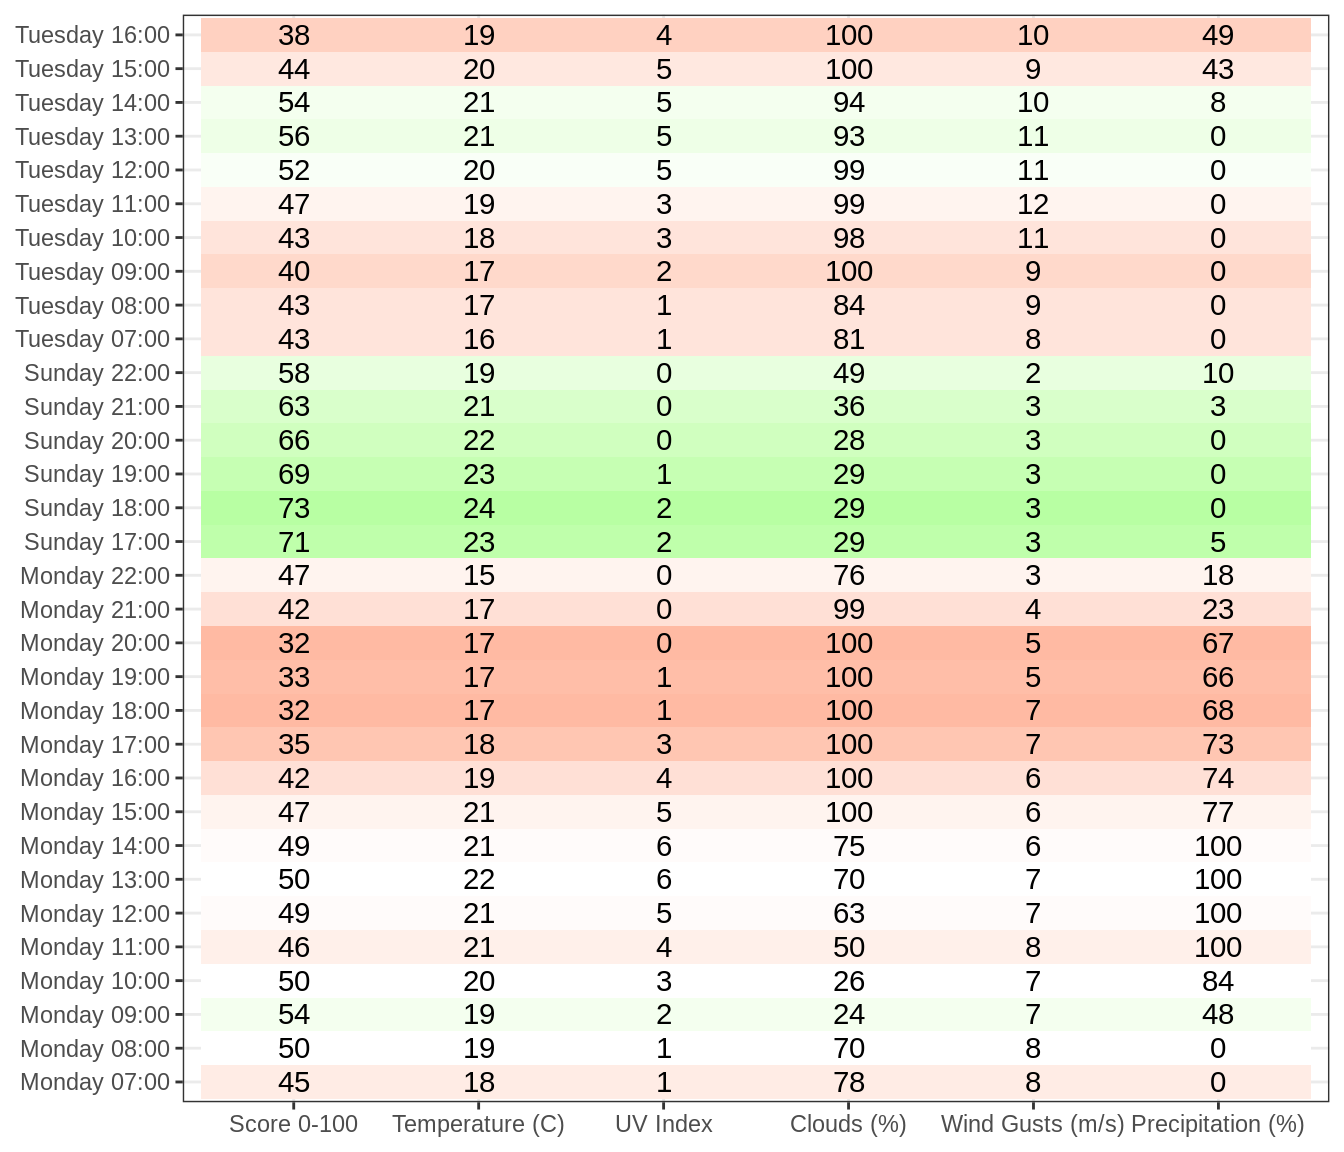 Tuesday 16:00 38 19 4 100 10 49
Tuesday 15:00 44 20 5 100 9 43
Tuesday 14:00 54 21 5 94 10 8
Tuesday 13:00 56 21 5 93 11 0
Tuesday 12:00 52 20 5 99 11 0
Tuesday 11:00 47 19 3 99 12 0
Tuesday 10:00 43 18 3 98 11 0
Tuesday 09:00 40 17 2 100 9 0
Tuesday 08:00 43 17 1 84 9 0
Tuesday 07:00 43 16 1 81 8 0
Sunday 22:00 58 19 0 49 2 10
Sunday 21:00 63 21 0 36 3 3
Sunday 20:00 66 22 0 28 3 0
Sunday 19:00 69 23 1 29 3 0
Sunday 18:00 73 24 2 29 3 0
Sunday 17:00 71 23 2 29 3 5
Monday 22:00 47 15 0 76 3 18
Monday 21:00 42 17 0 99 4 23
Monday 20:00 32 17 0 100 5 67
Monday 19:00 33 17 1 100 5 66
Monday 18:00 32 17 1 100 7 68
Monday 17:00 35 18 3 100 7 73
Monday 16:00 42 19 4 100 6 74
Monday 15:00 47 21 5 100 6 77
Monday 14:00 49 21 6 75 6 100
Monday 13:00 50 22 6 70 7 100
Monday 12:00 49 21 5 63 7 100
Monday 11:00 46 21 4 50 8 100
Monday 10:00 50 20 3 26 7 84
Monday 09:00 54 19 2 24 7 48
Monday 08:00 50 19 1 70 8 0
Monday 07:00 45 18 1 78 8 0
Score 0-100 Temperature (C) UV Index Clouds (%) Wind Gusts (m/s) Precipitation (%)